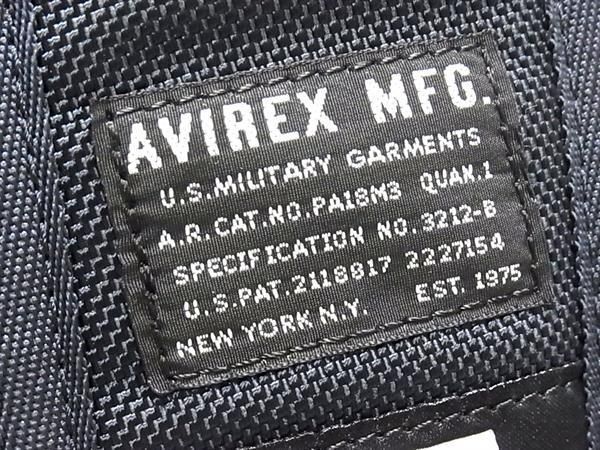 AVIREX MFG.
U.S.MILITARY GARMENTS
A.R.CAT.NO.PA18M3 QUAN.1
SPECIFICATION NO.3212-B
U.S.PAT.2118817 2227154
NEW YORK N.Y. EST. 1975